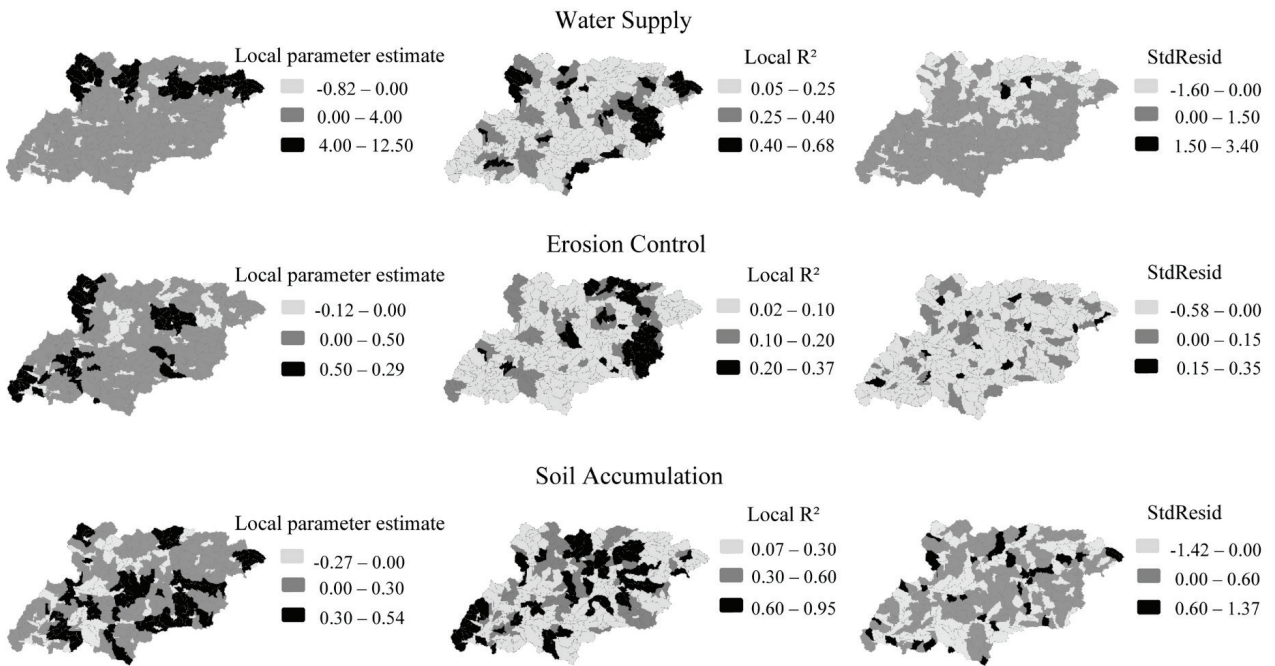 Water Supply
Local parameter estimate
-0.82 – 0.00
0.00 – 4.00
4.00 – 12.50
Local R²
0.05 – 0.25
0.25 – 0.40
0.40 – 0.68
StdResid
-1.60 – 0.00
0.00 – 1.50
1.50 – 3.40
Erosion Control
Local parameter estimate
-0.12 – 0.00
0.00 – 0.50
0.50 – 0.29
Local R²
0.02 – 0.10
0.10 – 0.20
0.20 – 0.37
StdResid
-0.58 – 0.00
0.00 – 0.15
0.15 – 0.35
Soil Accumulation
Local parameter estimate
-0.27 – 0.00
0.00 – 0.30
0.30 – 0.54
Local R²
0.07 – 0.30
0.30 – 0.60
0.60 – 0.95
StdResid
-1.42 – 0.00
0.00 – 0.60
0.60 – 1.37